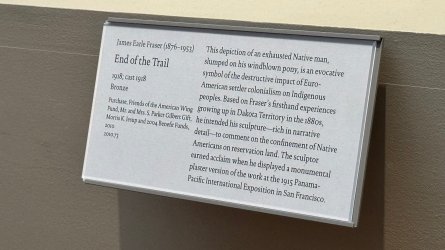 James Earle Fraser (1876–1953)
End of the Trail
1918, cast 1918
Bronze
Purchase, Friends of the American Wing
Fund, Mr. and Mrs. S. Parker Gilbert Gift,
Morris K. Jesup and 2004 Benefit Funds,
2010
2010.73
This depiction of an exhausted Native man,
slumped on his windblown pony, is an evocative
symbol of the destructive impact of Euro-
American settler colonialism on Indigenous
peoples. Based on Fraser's firsthand experiences
growing up in Dakota Territory in the 1880s,
he intended his sculpture—rich in narrative
detail—to comment on the confinement of Native
Americans on reservation land. The sculptor
earned acclaim when he displayed a monumental
plaster version of the work at the 1915 Panama-
Pacific International Exposition in San Francisco.